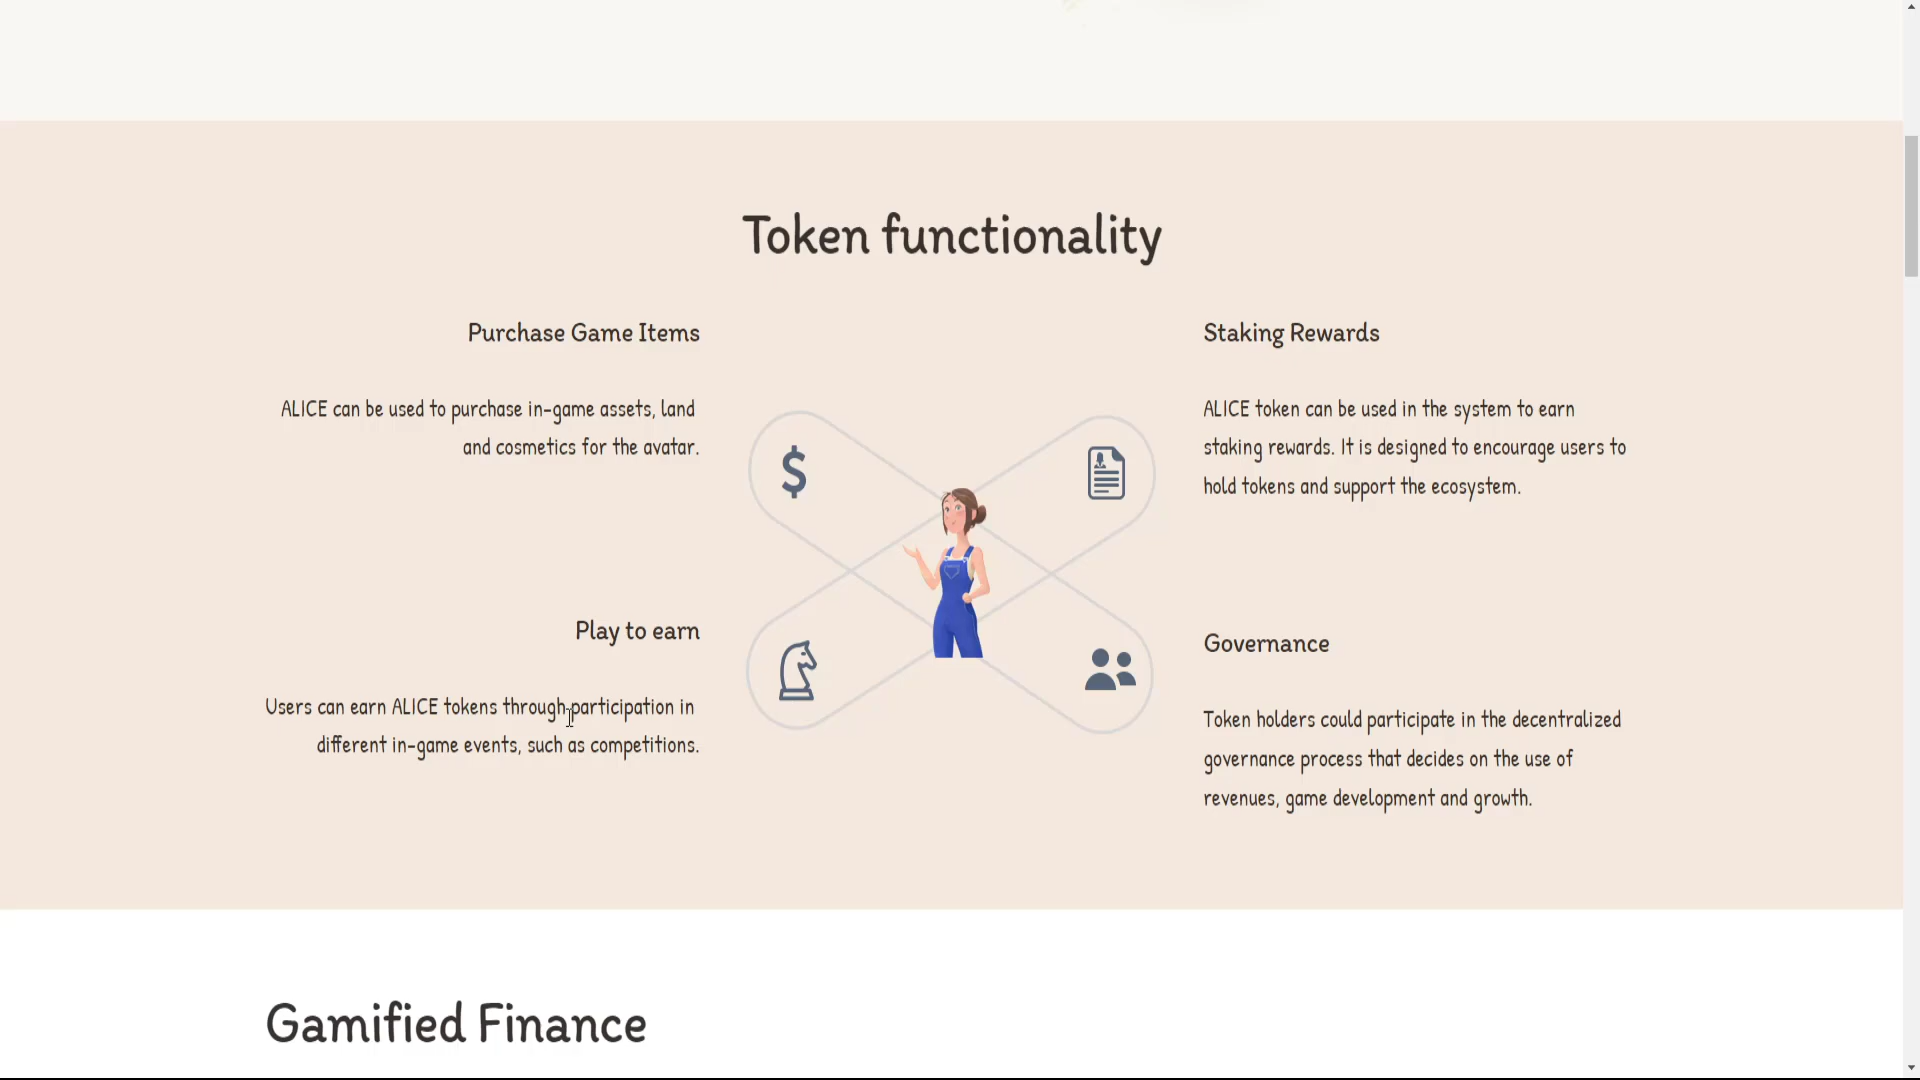 Token functionality
Purchase Game Items
ALICE can be used to purchase in-game assets, land
and cosmetics for the avatar.
Staking Rewards
ALICE token can be used in the system to earn
staking rewards. It is designed to encourage users to
hold tokens and support the ecosystem.
$
Play to earn
Users can earn ALICE tokens through participation in
different in-game events, such as competitions.
Governance
Token holders could participate in the decentralized
governance process that decides on the use of
revenues, game development and growth.
Gamified Finance